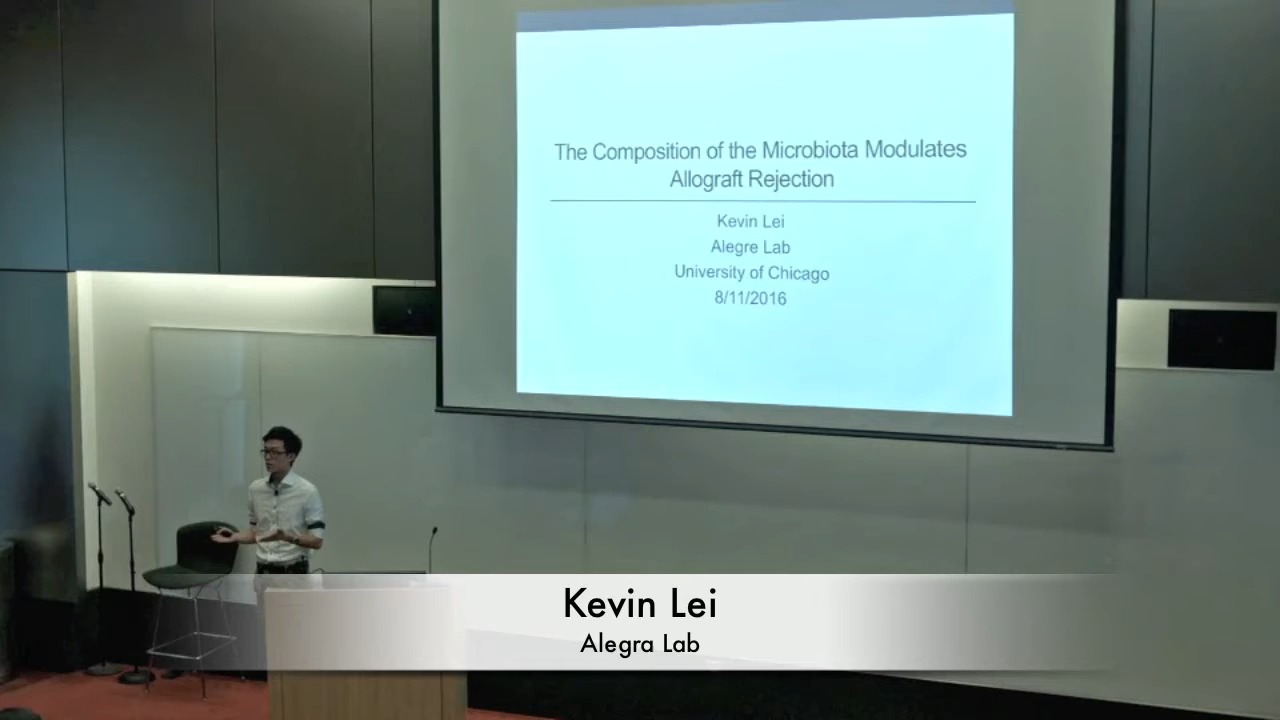 The Composition of the Microbiota Modulates
Allograft Rejection
Kevin Lei
Alegre Lab
University of Chicago
8/11/2016
Kevin Lei
Alegra Lab